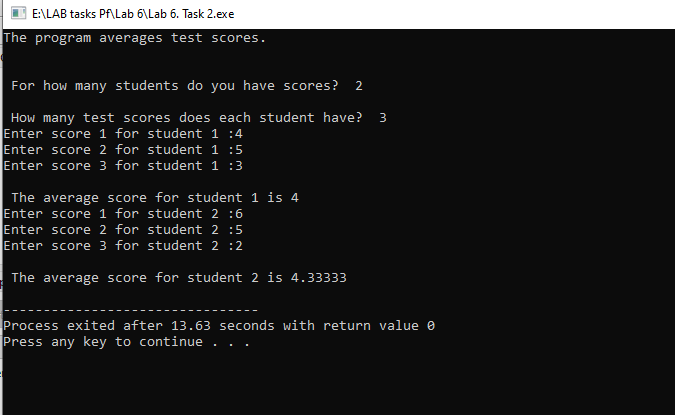 E:\LAB tasks Pf\Lab 6\Lab 6. Task 2.exe
The program averages test scores.
For how many students do you have scores?  2
How many test scores does each student have?  3
Enter score 1 for student 1 :4
Enter score 2 for student 1 :5
Enter score 3 for student 1 :3
The average score for student 1 is 4
Enter score 1 for student 2 :6
Enter score 2 for student 2 :5
Enter score 3 for student 2 :2
The average score for student 2 is 4.33333
--------------------------------
Process exited after 13.63 seconds with return value 0
Press any key to continue . . .